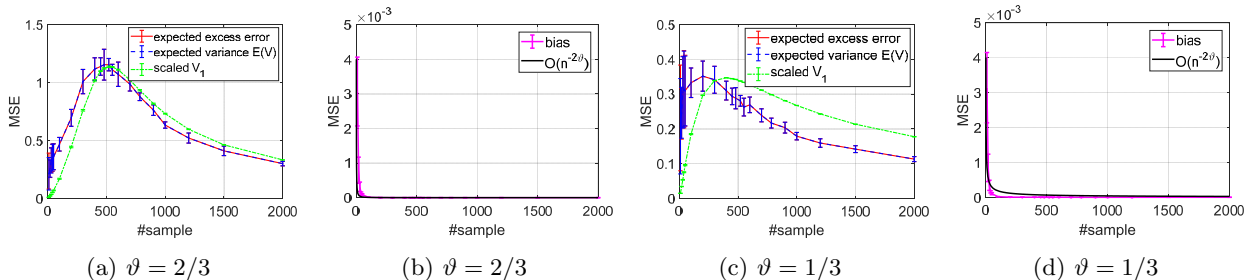 1.5
1
0.5
0
MSE
expected excess error
expected variance E(V)
scaled V1
0 500 1000 1500 2000
#sample
(a) ϑ = 2/3
×10-3
5
4
3
2
1
0
MSE
bias
O(n-2ϑ)
0 500 1000 1500 2000
#sample
(b) ϑ = 2/3
0.5
0.4
0.3
0.2
0.1
0
MSE
expected excess error
expected variance E(V)
scaled V1
0 500 1000 1500 2000
#sample
(c) ϑ = 1/3
×10-3
5
4
3
2
1
0
MSE
bias
O(n-2ϑ)
0 500 1000 1500 2000
#sample
(d) ϑ = 1/3